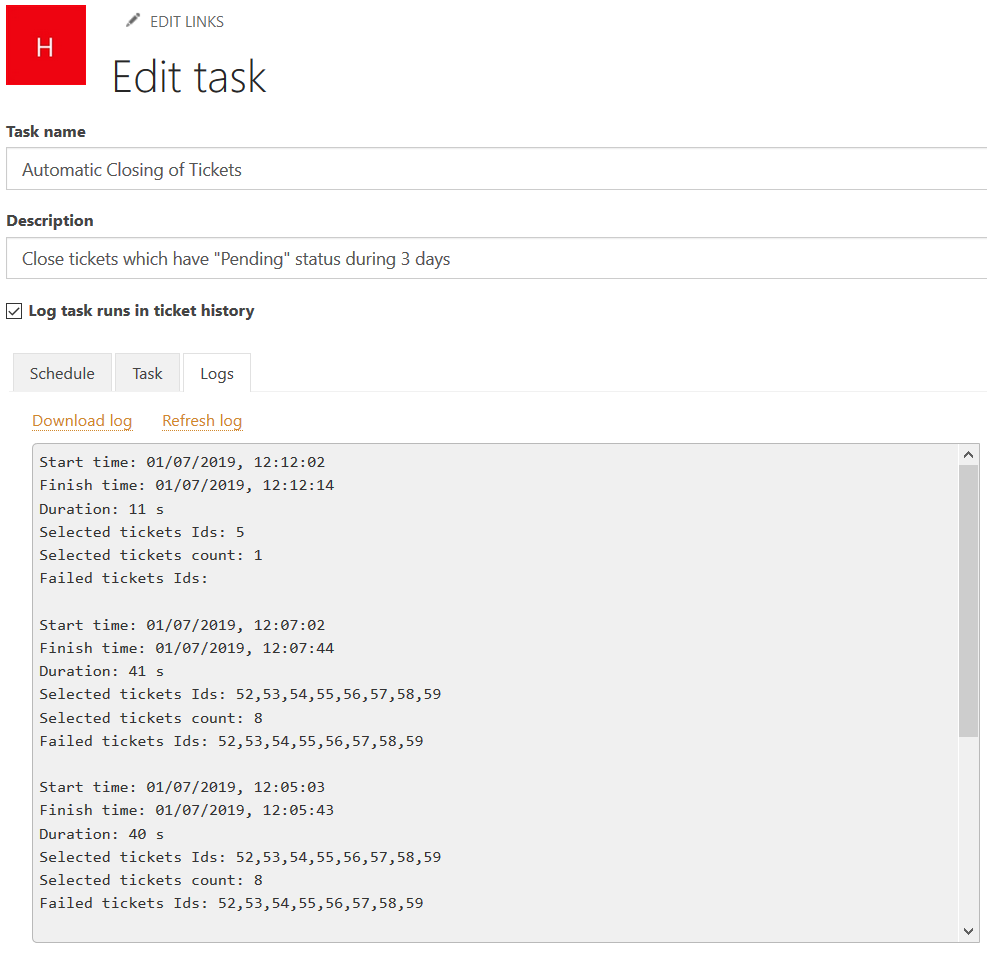 H
EDIT LINKS
Edit task
Task name
Automatic Closing of Tickets
Description
Close tickets which have "Pending" status during 3 days
Log task runs in ticket history
Schedule Task Logs
Download log Refresh log
Start time: 01/07/2019, 12:12:02
Finish time: 01/07/2019, 12:12:14
Duration: 11 s
Selected tickets Ids: 5
Selected tickets count: 1
Failed tickets Ids:
Start time: 01/07/2019, 12:07:02
Finish time: 01/07/2019, 12:07:44
Duration: 41 s
Selected tickets Ids: 52,53,54,55,56,57,58,59
Selected tickets count: 8
Failed tickets Ids: 52,53,54,55,56,57,58,59
Start time: 01/07/2019, 12:05:03
Finish time: 01/07/2019, 12:05:43
Duration: 40 s
Selected tickets Ids: 52,53,54,55,56,57,58,59
Selected tickets count: 8
Failed tickets Ids: 52,53,54,55,56,57,58,59